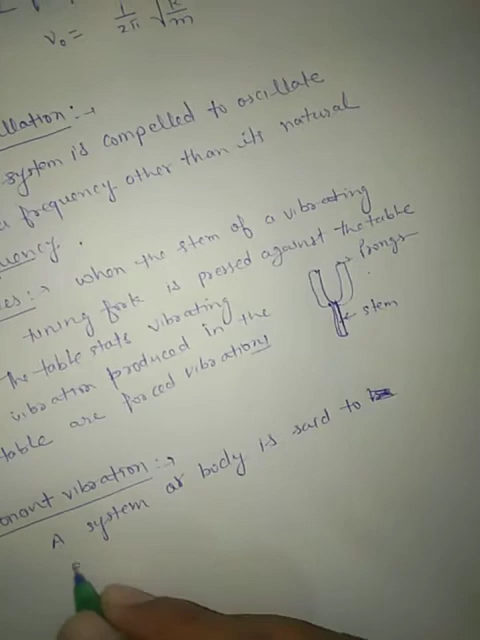 ν₀ = 1/2π √k/m
llation :→
system is compelled to oscillate
a frequency other than its natural
uency.
es :→ when the stem of a vibrating
tuning fork is pressed against the table
Prongs
the table stats vibrating
stem
vibration produced in the
table are forced vibrations
onant vibration :→
A system or body is said to